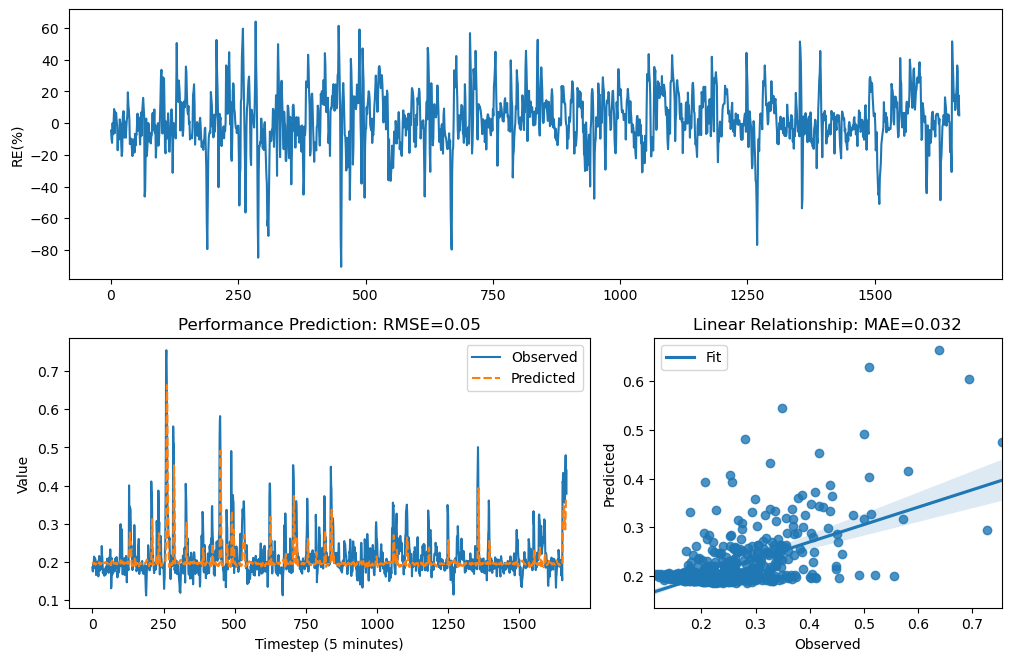 60
40
20
0
−20
−40
−60
−80
RE(%)
0 250 500 750 1000 1250 1500
Performance Prediction: RMSE=0.05
Observed
Predicted
0.7
0.6
0.5
0.4
0.3
0.2
0.1
Value
0 250 500 750 1000 1250 1500
Timestep (5 minutes)
Linear Relationship: MAE=0.032
Fit
0.6
0.5
0.4
0.3
0.2
Predicted
0.2 0.3 0.4 0.5 0.6 0.7
Observed